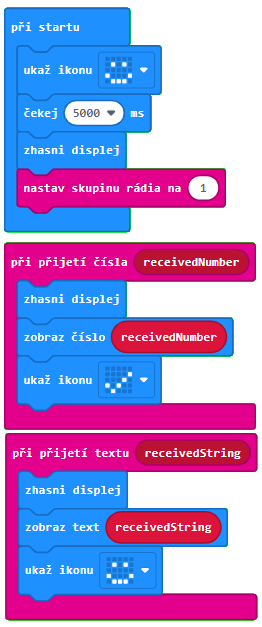 při startu
ukaž ikonu
čekej 5000 ms
zhasni displej
nastav skupinu rádia na 1
při přijetí čísla receivedNumber
zhasni displej
zobraz číslo receivedNumber
ukaž ikonu
při přijetí textu receivedString
zhasni displej
zobraz text receivedString
ukaž ikonu